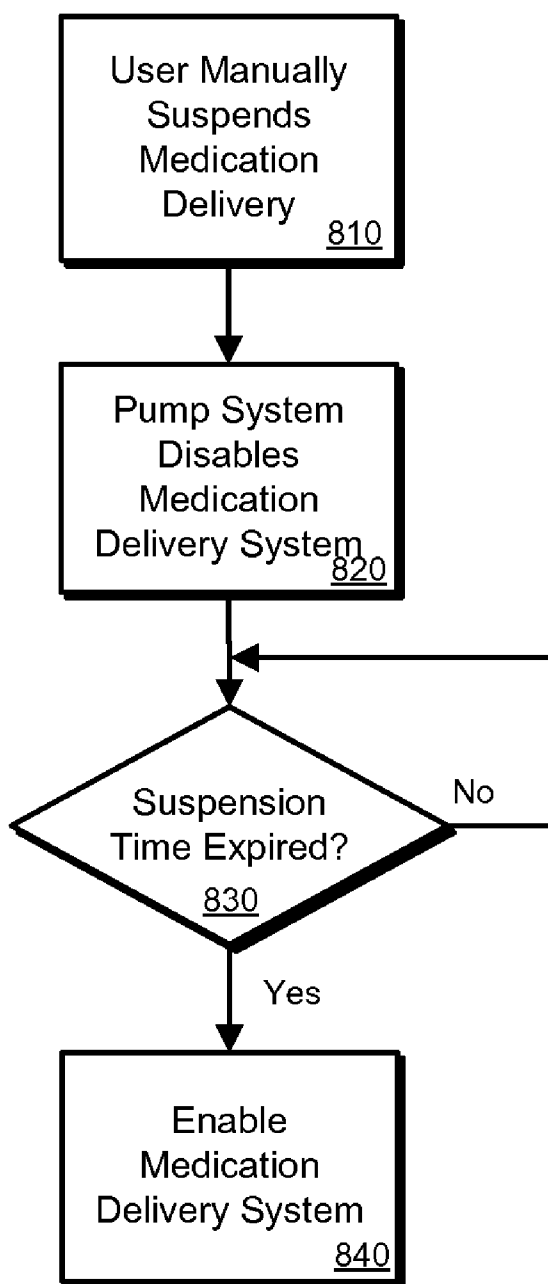 User Manually
Suspends
Medication
Delivery
810
Pump System
Disables
Medication
Delivery System
820
Suspension
Time Expired?
830
No
Yes
Enable
Medication
Delivery System
840